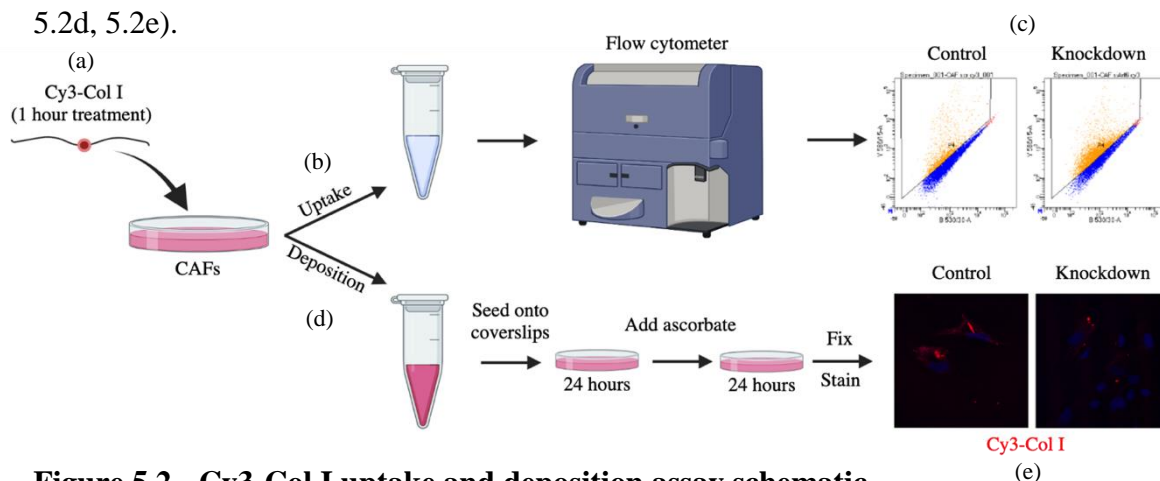 5.2d, 5.2e).
(a)
Cy3-Col I
(1 hour treatment)
CAFs
(b)
Uptake
Deposition
(d)
Flow cytometer
(c)
Control
Knockdown
Seed onto
coverslips
24 hours
Add ascorbate
24 hours
Fix
Stain
Control
Knockdown
Cy3-Col I
(e)
Figure 5.2 Cy3-Col I uptake and deposition assay schematic